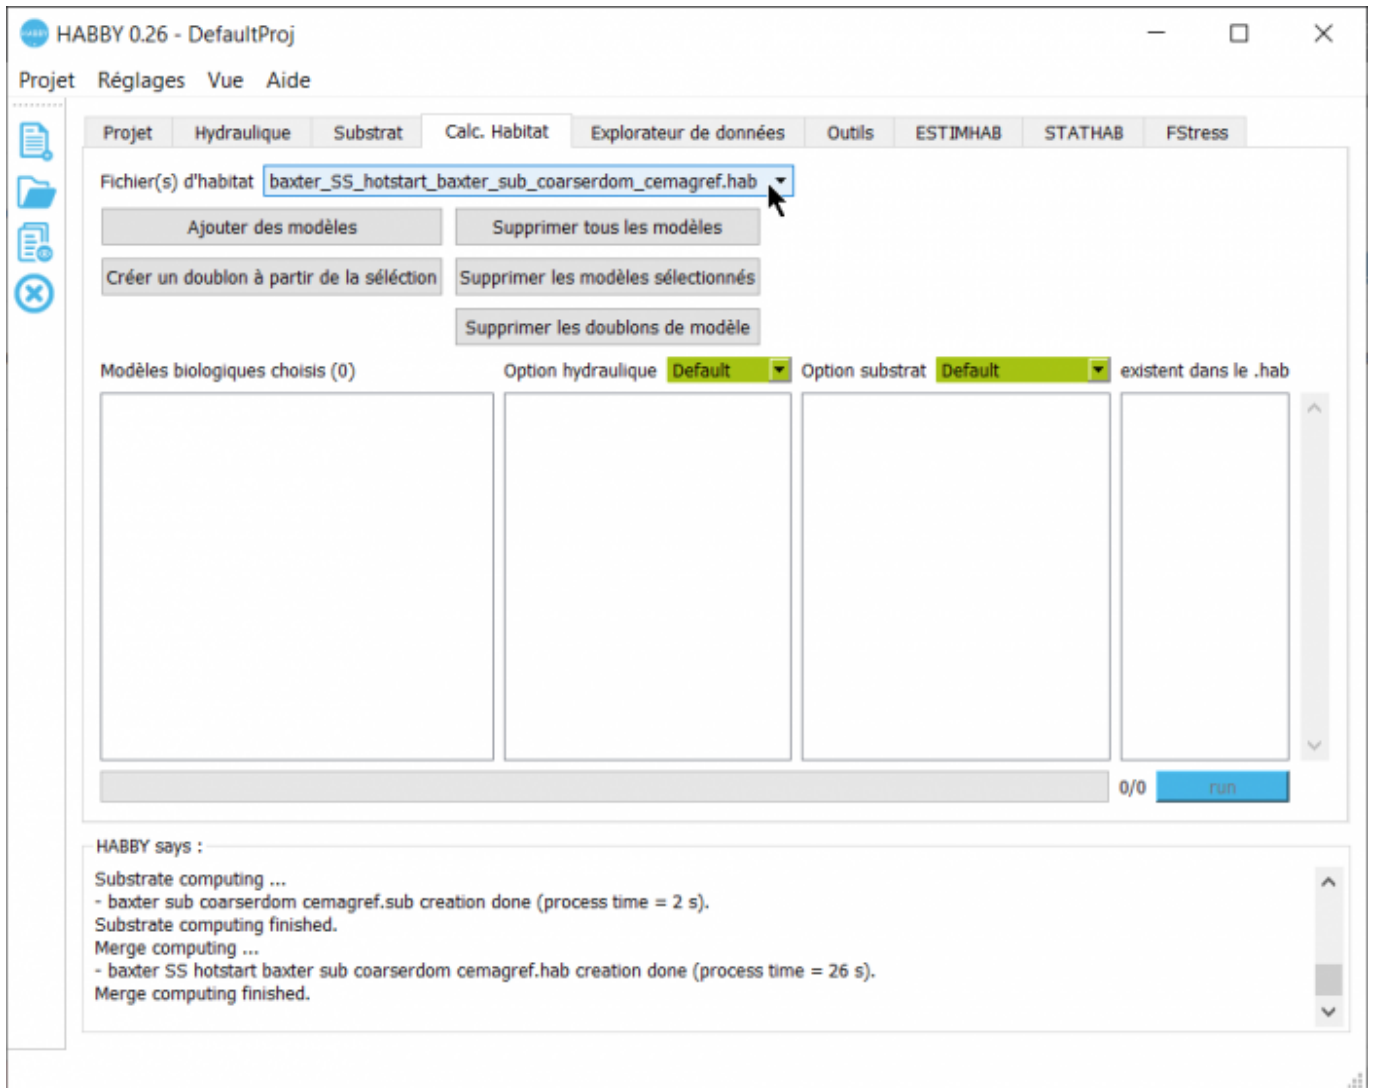 HABBY 0.26 - DefaultProj
Projet Réglages Vue Aide
Projet Hydraulique Substrat Calc. Habitat Explorateur de données Outils ESTIMHAB STATHAB FStress
Fichier(s) d'habitat baxter_SS_hotstart_baxter_sub_coarserdom_cemagref.hab
Ajouter des modèles Supprimer tous les modèles
Créer un doublon à partir de la séléction Supprimer les modèles sélectionnés
Supprimer les doublons de modèle
Modèles biologiques choisis (0) Option hydraulique Default Option substrat Default existent dans le .hab
0/0 run
HABBY says :
Substrate computing ...
- baxter sub coarserdom cemagref.sub creation done (process time = 2 s).
Substrate computing finished.
Merge computing ...
- baxter SS hotstart baxter sub coarserdom cemagref.hab creation done (process time = 26 s).
Merge computing finished.